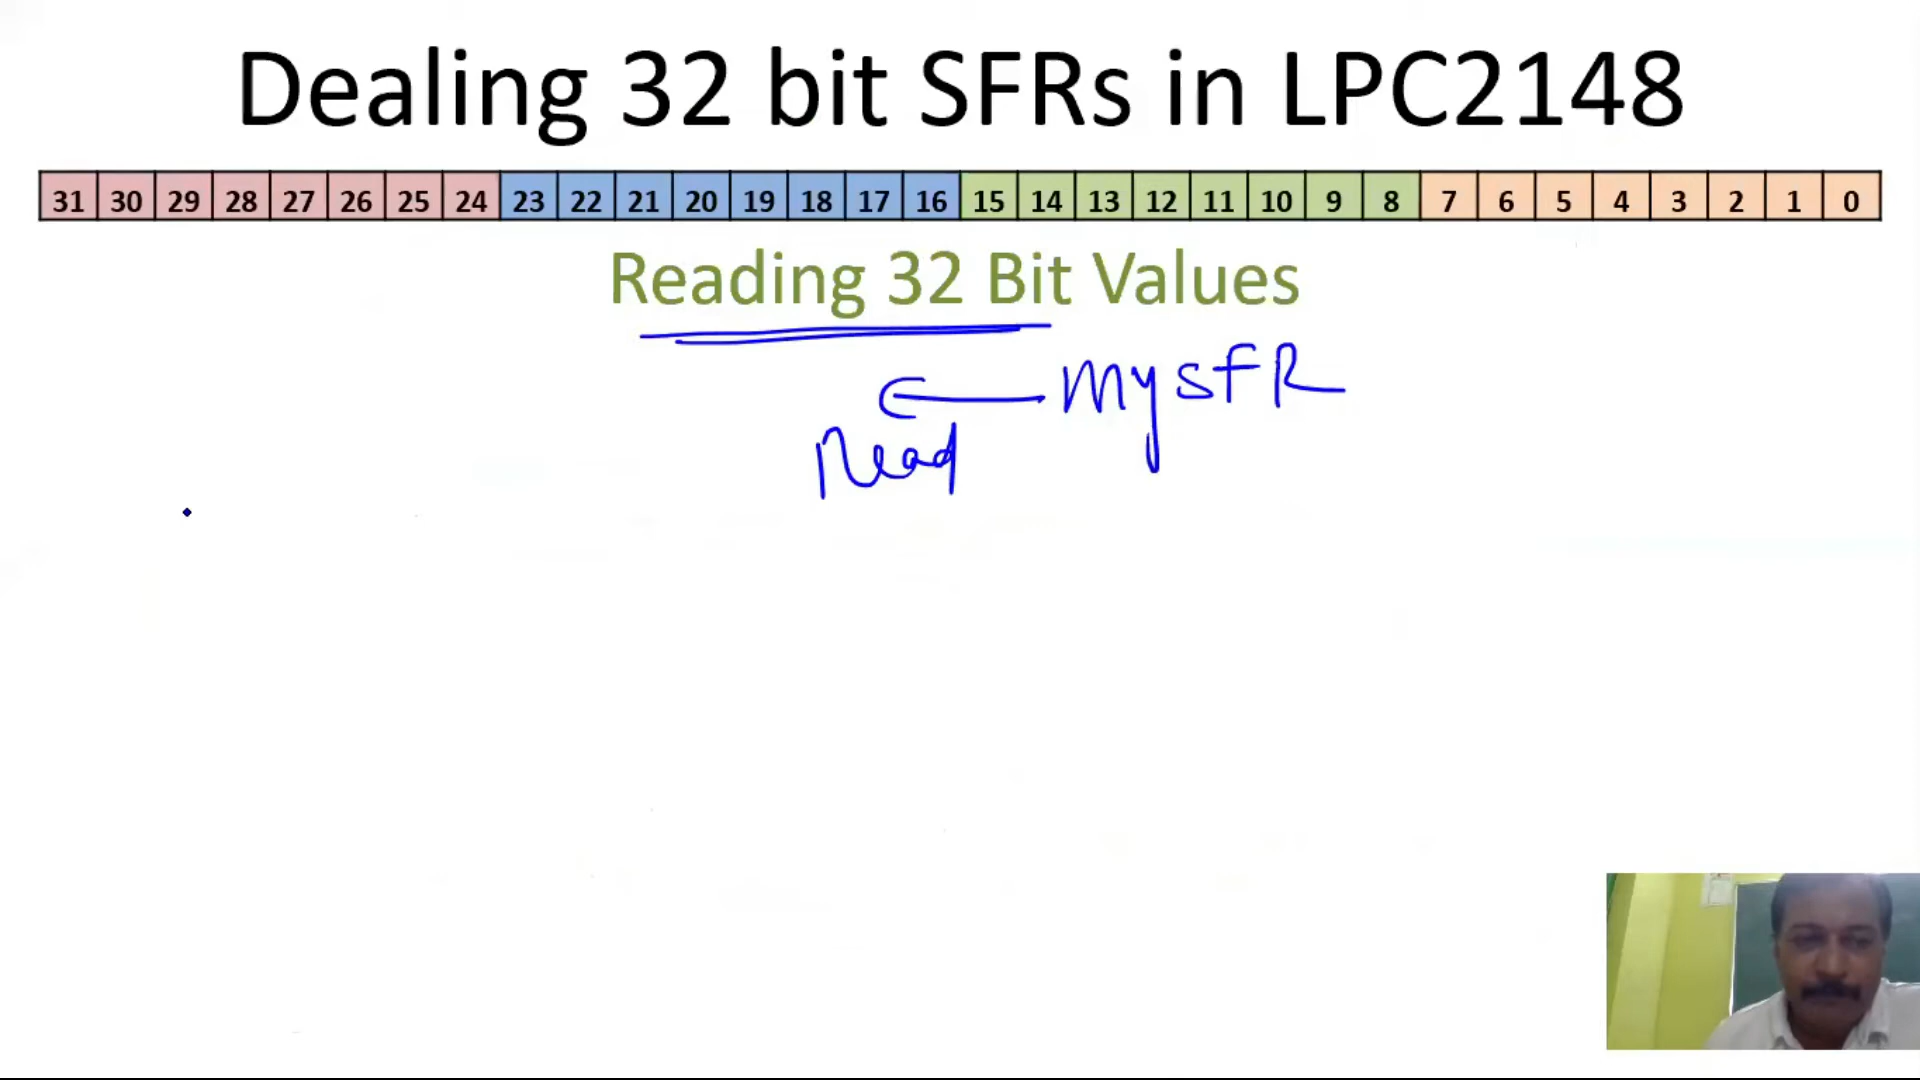 Dealing 32 bit SFRs in LPC2148
31 30 29 28 27 26 25 24 23 22 21 20 19 18 17 16 15 14 13 12 11 10 9 8 7 6 5 4 3 2 1 0
Reading 32 Bit Values
MySFR
Read